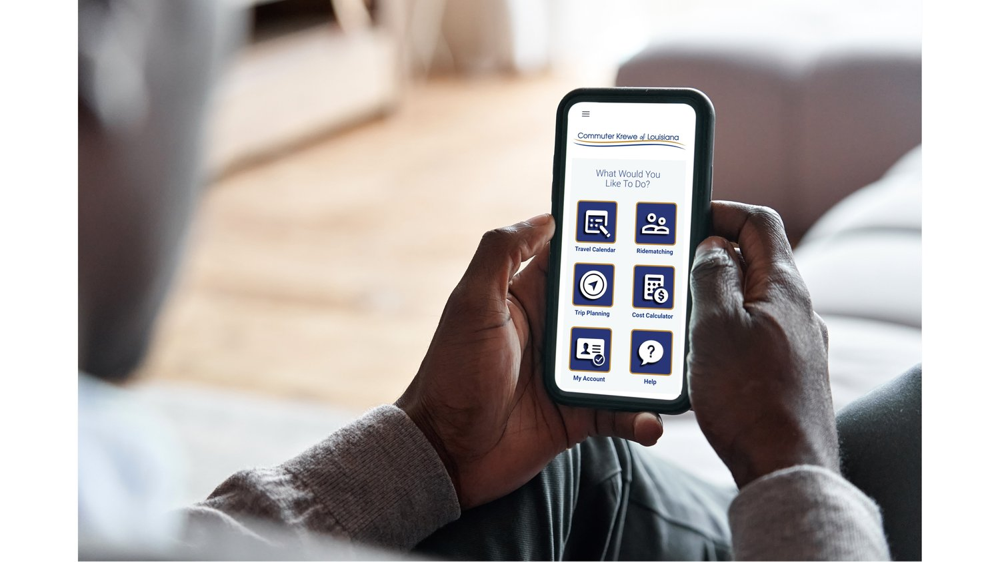 Commuter Krewe of Louisiana
What Would You
Like To Do?
Travel Calendar
Ridematching
Trip Planning
$
Cost Calculator
My Account
?
Help